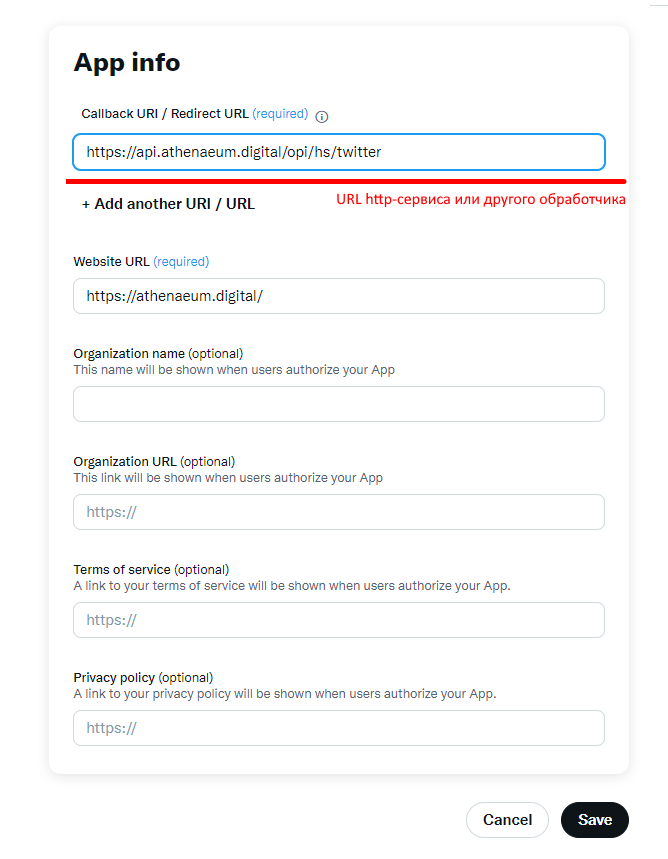 App info
Callback URI / Redirect URL (required)
https://api.athenaeum.digital/opi/hs/twitter
+ Add another URI / URL
URL http-сервиса или другого обработчика
Website URL (required)
https://athenaeum.digital/
Organization name (optional)
This name will be shown when users authorize your App
Organization URL (optional)
This link will be shown when users authorize your App
https://
Terms of service (optional)
A link to your terms of service will be shown when users authorize your App.
https://
Privacy policy (optional)
A link to your privacy policy will be shown when users authorize your App.
https://
Cancel
Save